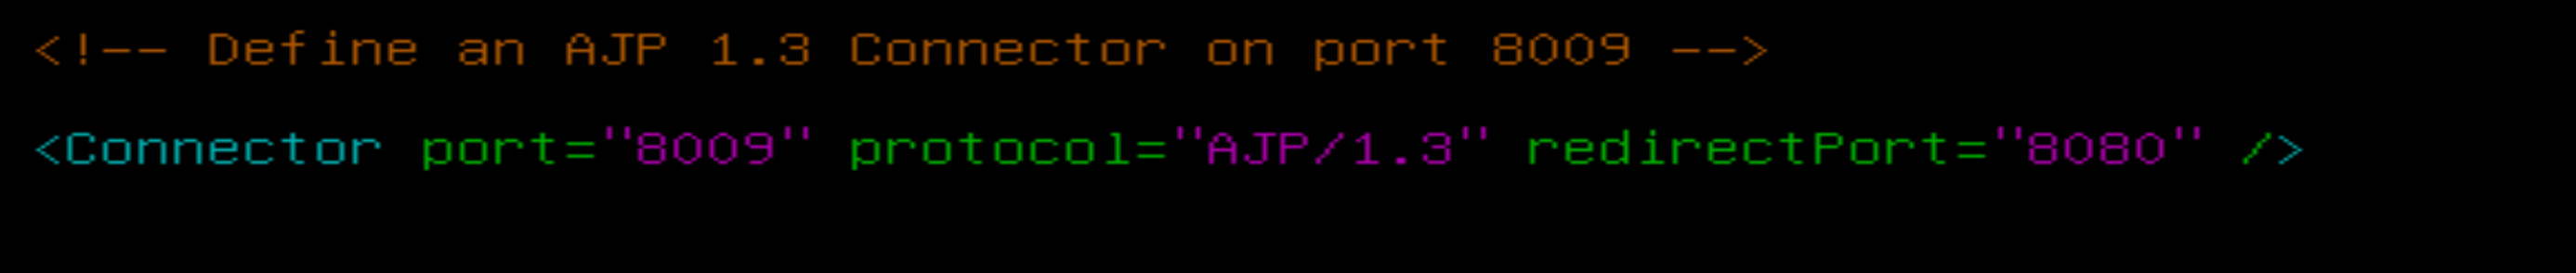 <!-- Define an AJP 1.3 Connector on port 8009 -->
<Connector port="8009" protocol="AJP/1.3" redirectPort="8080" />